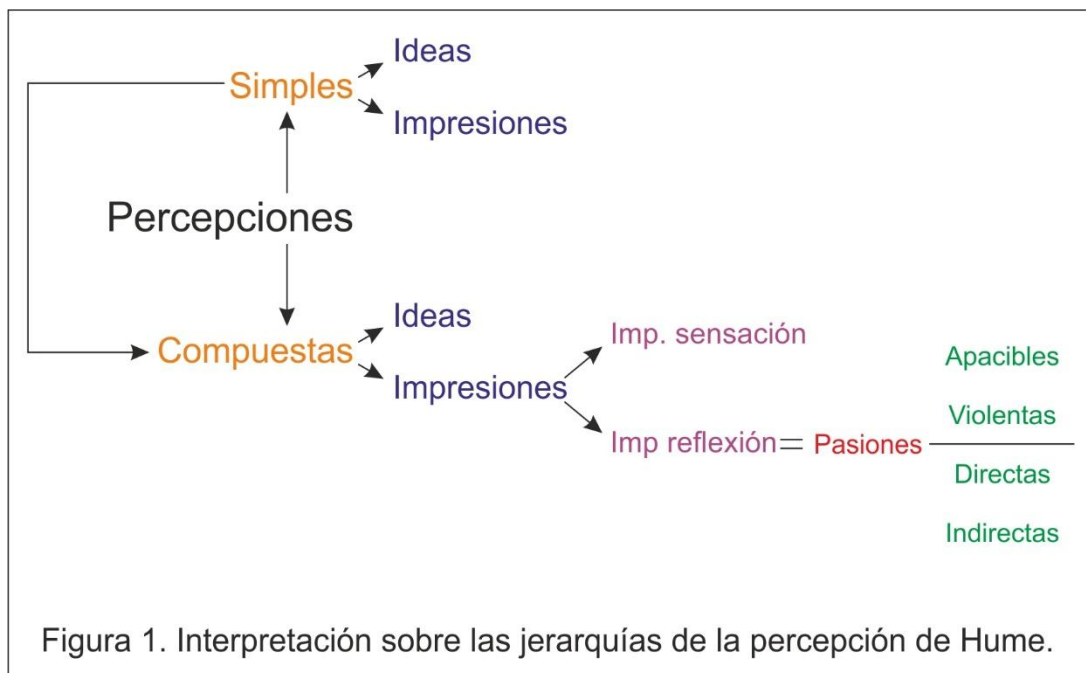 Ideas
Simples
Impresiones
Percepciones
Ideas
Compuestas
Impresiones
Imp. sensación
Imp reflexión = Pasiones
Apacibles
Violentas
Directas
Indirectas
Figura 1. Interpretación sobre las jerarquías de la percepción de Hume.